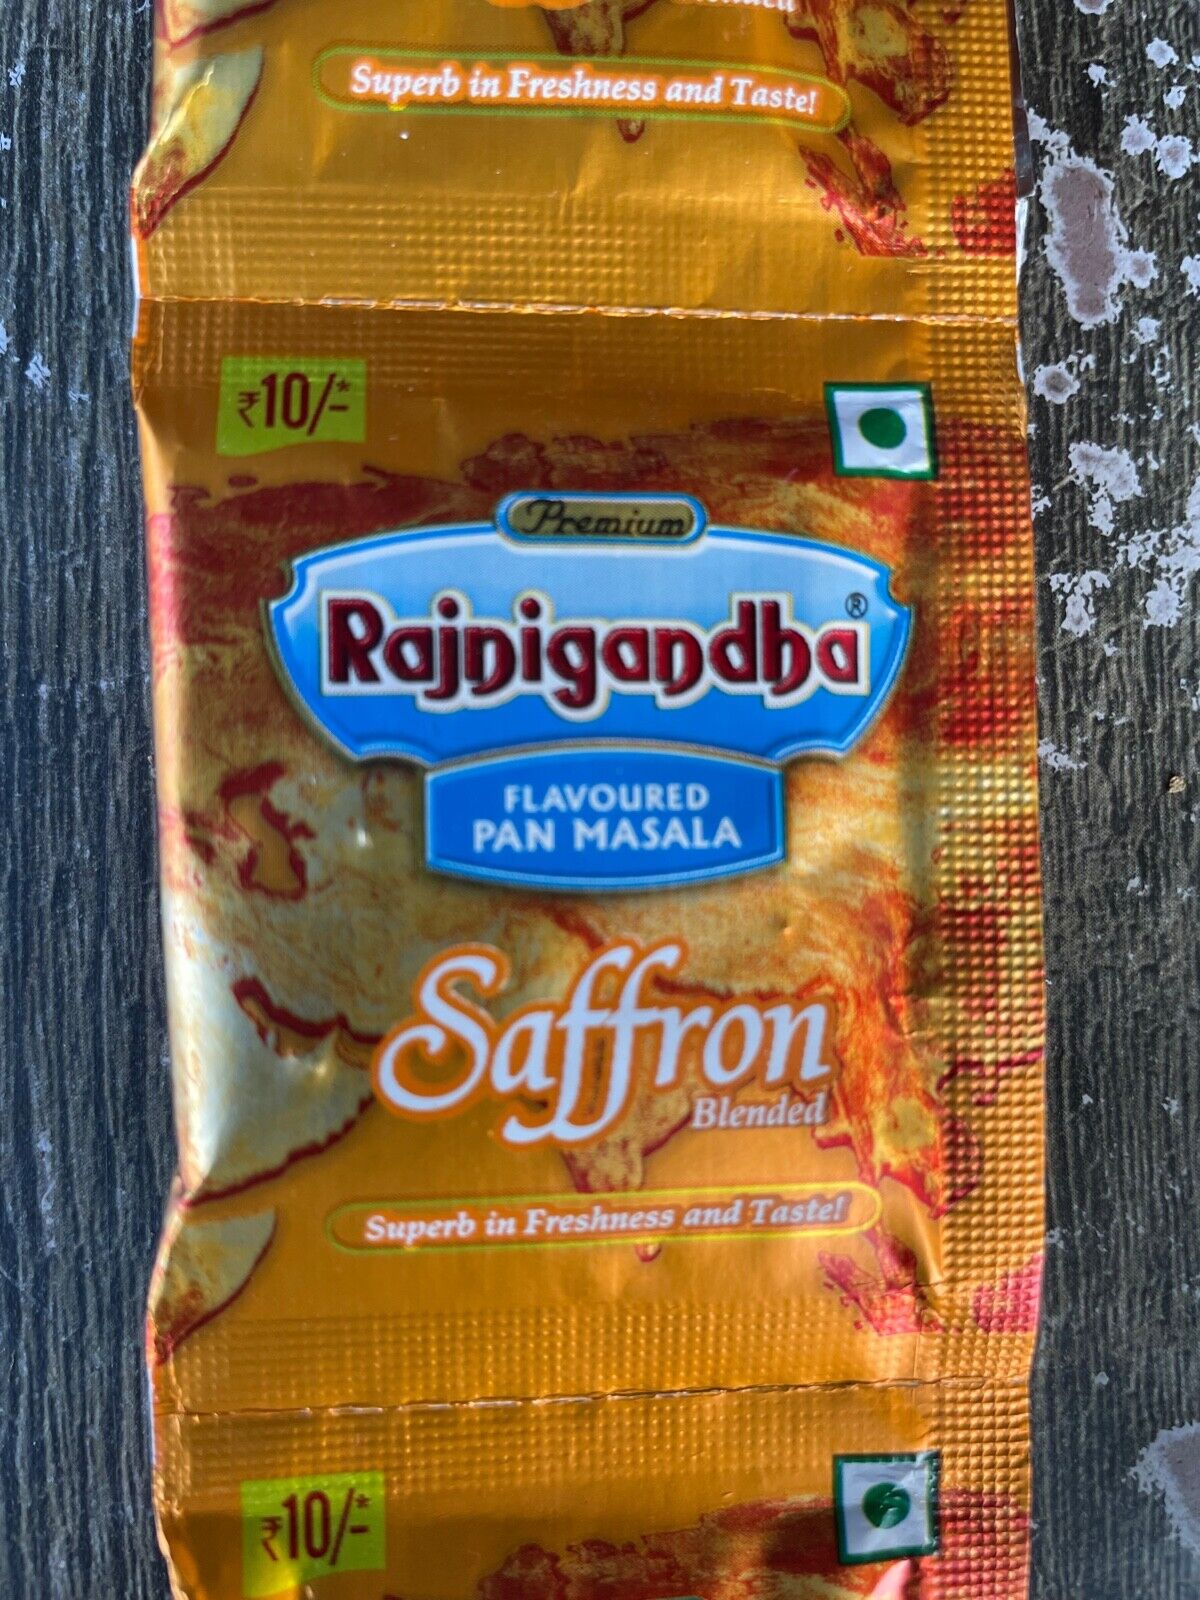 Superb in Freshness and Taste!
₹10/-*
Premium
Rajnigandha®
FLAVOURED
PAN MASALA
Saffron
Blended
Superb in Freshness and Taste!
₹10/-*